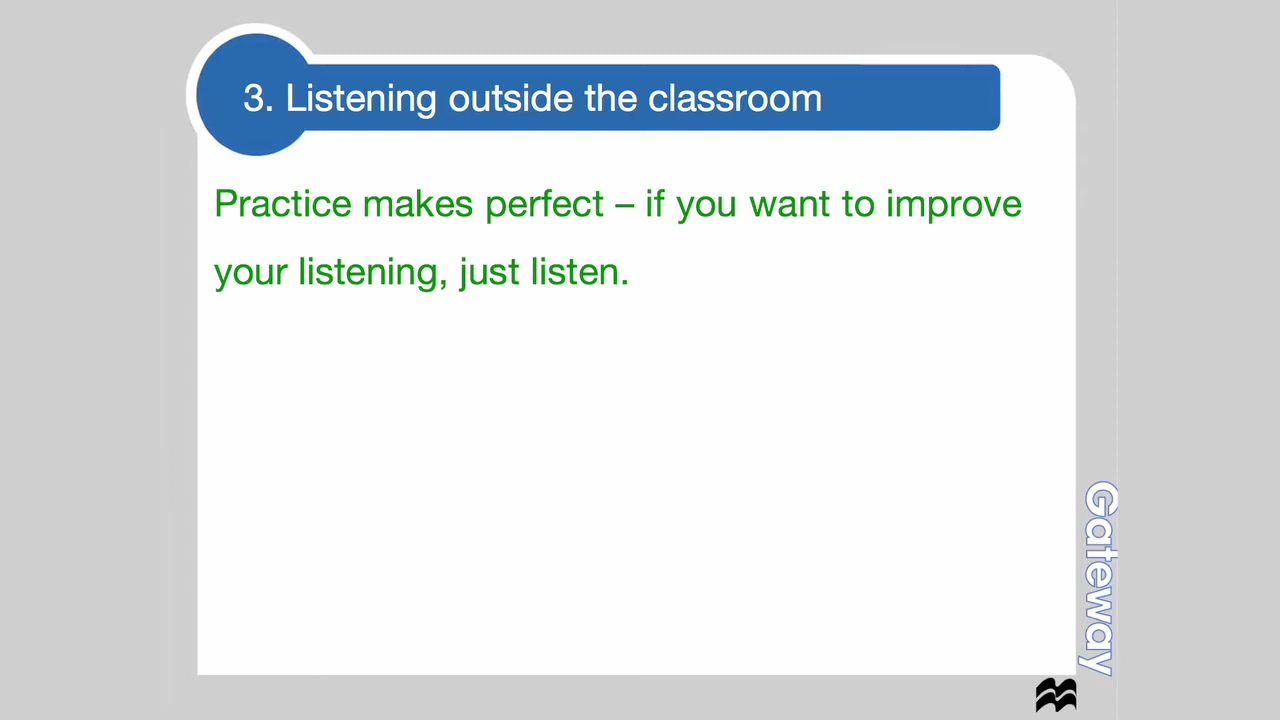 3. Listening outside the classroom
Practice makes perfect – if you want to improve
your listening, just listen.
Gateway